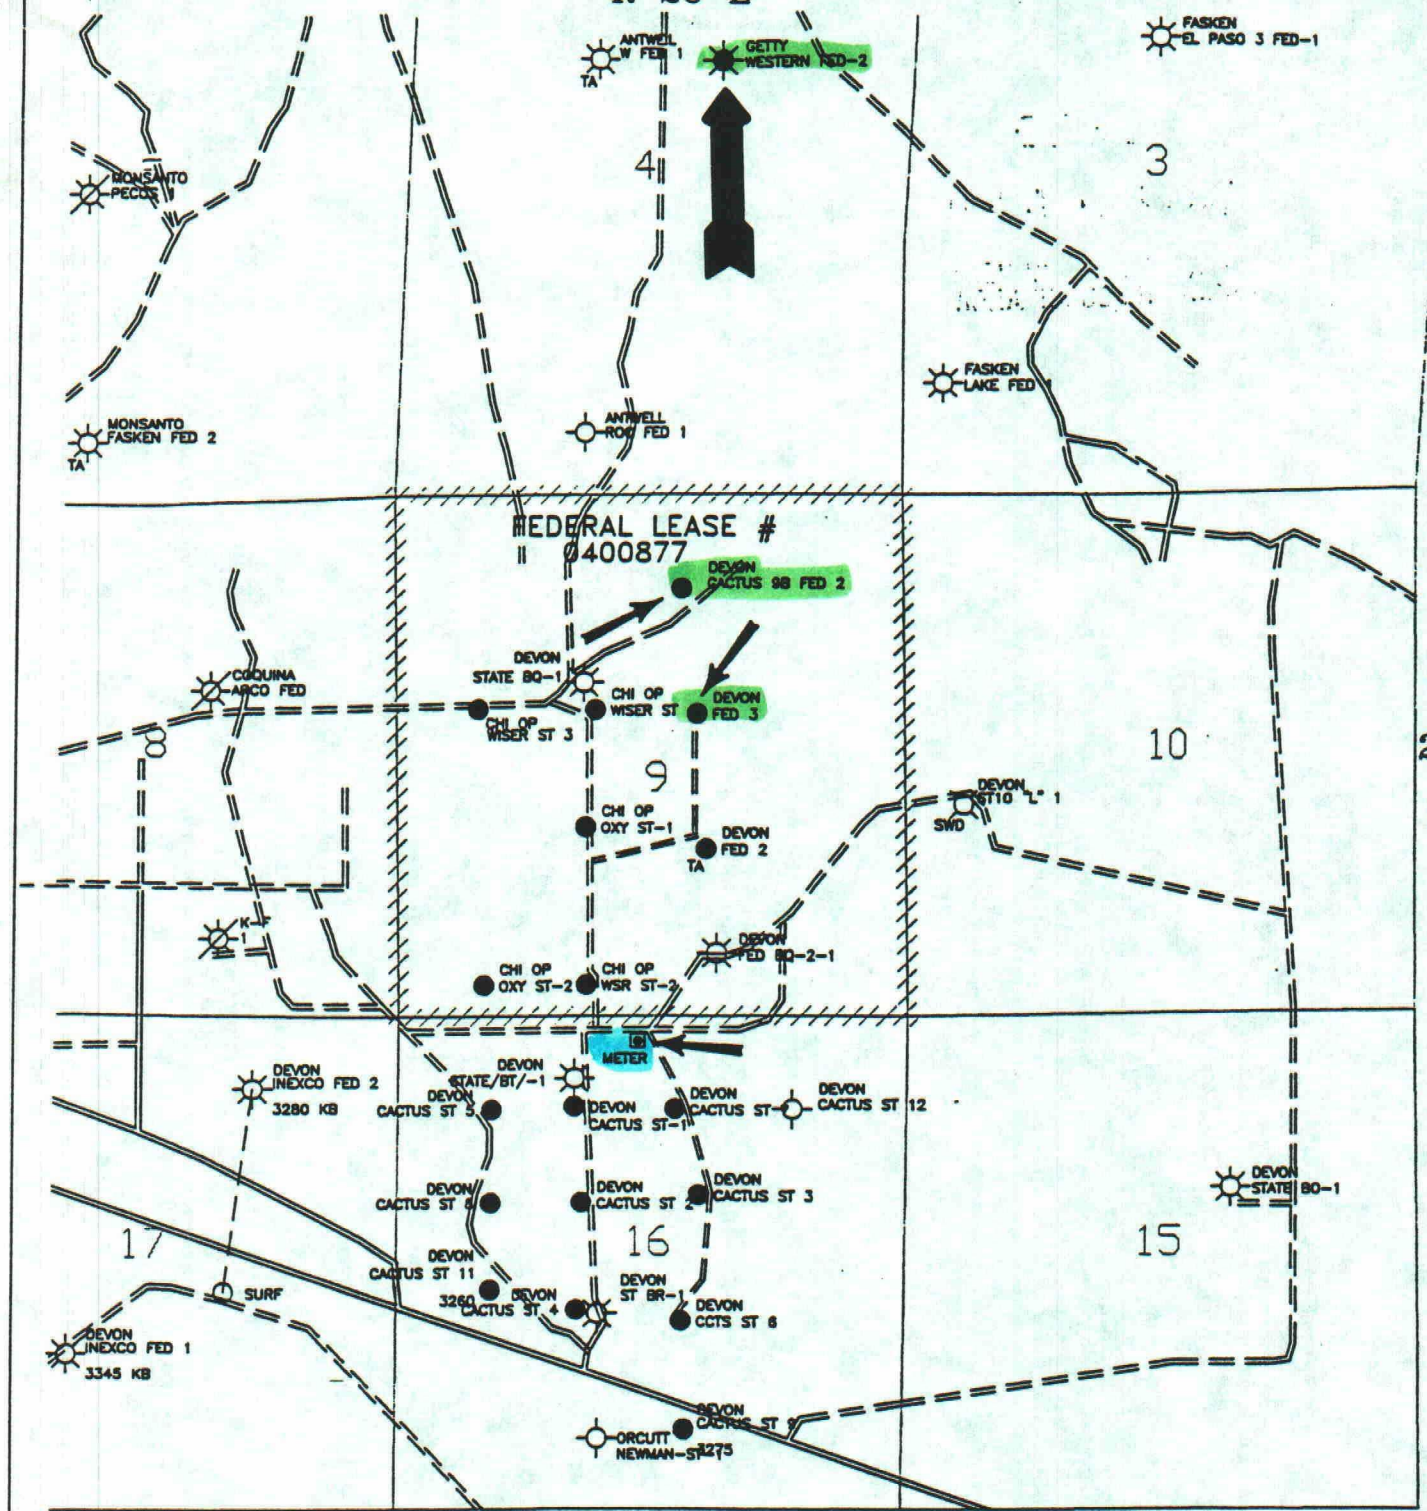 ANTWEIL
W FED 1
TA
GETTY
WESTERN FED-2
FASKEN
EL PASO 3 FED-1
MONSANTO
PECOS 1
4
3
MONSANTO
FASKEN FED 2
TA
ANTWELL
ROC FED 1
FASKEN
LAKE FED 1
FEDERAL LEASE #
0400877
DEVON
CACTUS 9B FED 2
COQUINA
ARCO FED
DEVON
STATE BQ-1
CHI OP
WISER ST 3
CHI OP
WISER ST
DEVON
FED 3
8
9
10
2
CHI OP
OXY ST-1
DEVON
FED 2
TA
DEVON
ST10 "L" 1
SWD
DEVON
FED BQ-2-1
CHI OP
OXY ST-2
CHI OP
WSR ST-2
METER
DEVON
INEXCO FED 2
3280 KB
DEVON
STATE/BT/-1
DEVON
CACTUS ST 5
DEVON
CACTUS ST-1
DEVON
CACTUS ST-
DEVON
CACTUS ST 12
DEVON
CACTUS ST 8
DEVON
CACTUS ST 2
DEVON
CACTUS ST 3
DEVON
STATE BO-1
17
16
15
DEVON
CACTUS ST 11
3260
DEVON
CACTUS ST 4
DEVON
ST BR-1
DEVON
CCTS ST 6
SURF
DEVON
INEXCO FED 1
3345 KB
DEVON
CACTUS ST 9
3275
ORCUTT
NEWMAN-ST-1